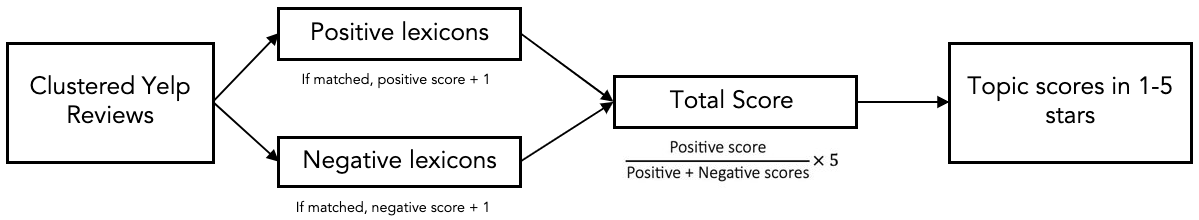 Clustered Yelp
Reviews
Positive lexicons
If matched, positive score + 1
Negative lexicons
If matched, negative score + 1
Total Score
Positive score
Positive + Negative scores
× 5
Topic scores in 1-5
stars